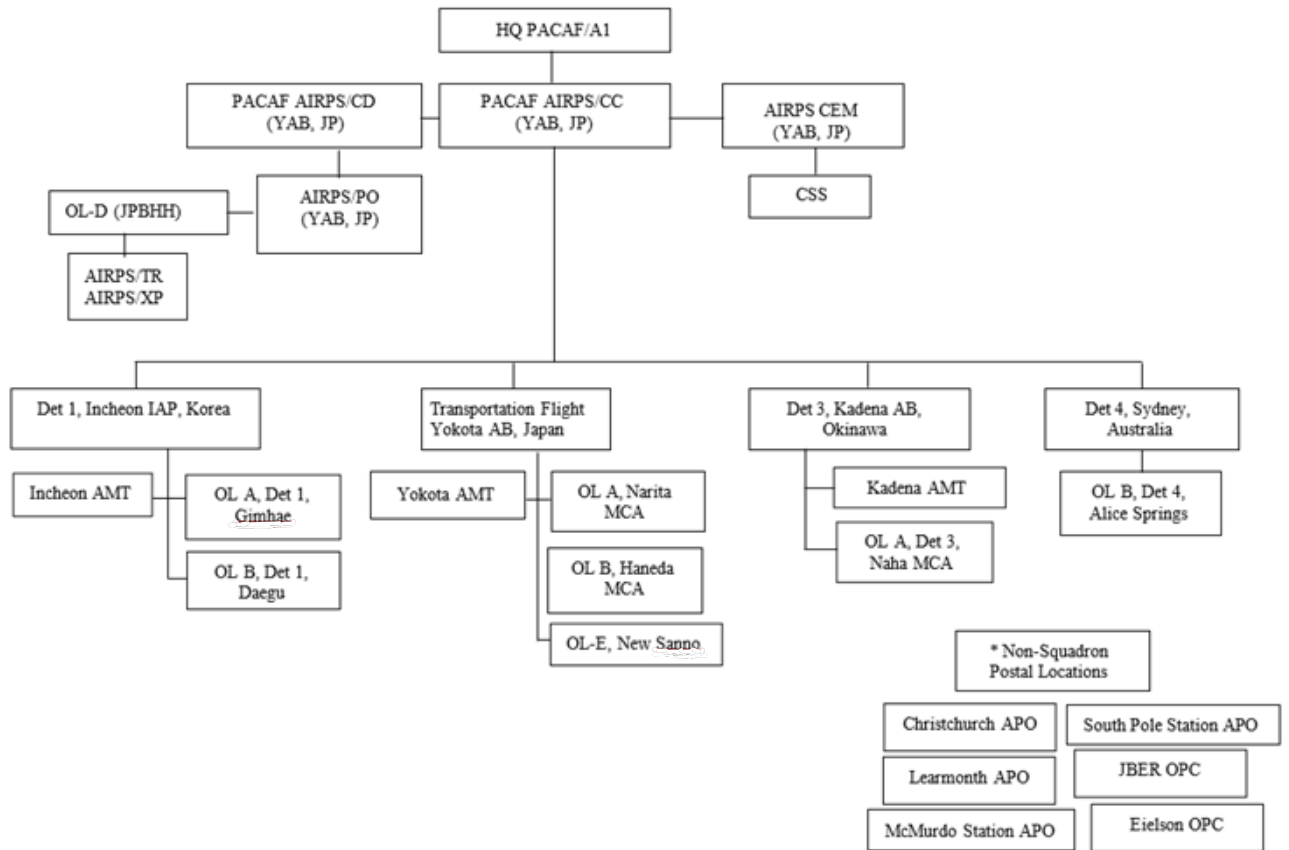 HQ PACAF/A1
PACAF AIRPS/CD
(YAB, JP)
PACAF AIRPS/CC
(YAB, JP)
AIRPS CEM
(YAB, JP)
OL-D (JPBHH)
AIRPS/PO
(YAB, JP)
CSS
AIRPS/TR
AIRPS/XP
Det 1, Incheon IAP, Korea
Transportation Flight
Yokota AB, Japan
Det 3, Kadena AB,
Okinawa
Det 4, Sydney,
Australia
Incheon AMT
OL A, Det 1,
Gimhae
OL B, Det 1,
Daegu
Yokota AMT
OL A, Narita
MCA
OL B, Haneda
MCA
OL-E, New Sanno
Kadena AMT
OL A, Det 3,
Naha MCA
OL B, Det 4,
Alice Springs
* Non-Squadron
Postal Locations
Christchurch APO
South Pole Station APO
Learmonth APO
JBER OPC
McMurdo Station APO
Eielson OPC